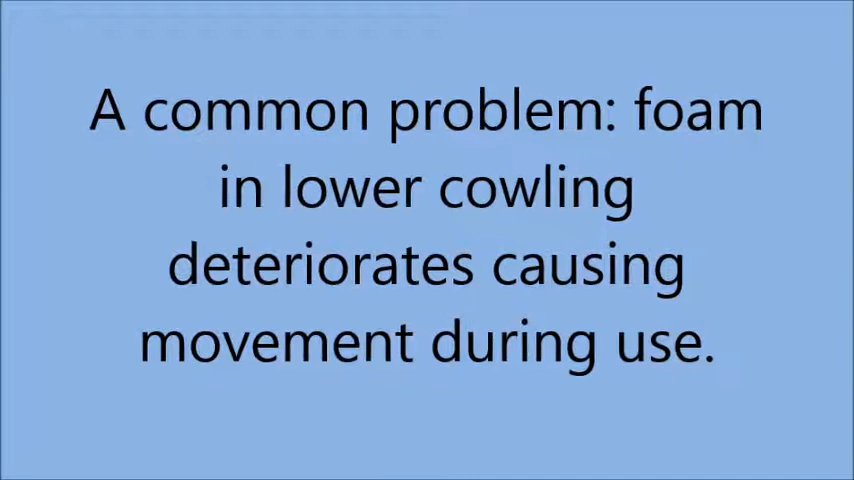 A common problem: foam
in lower cowling
deteriorates causing
movement during use.